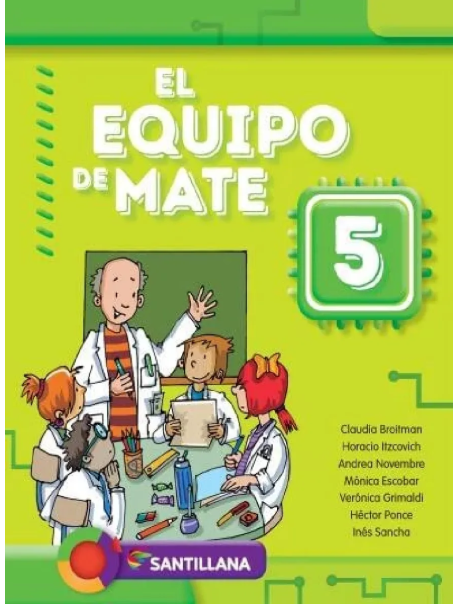 EL
EQUIPO
DE MATE
5
Claudia Broitman
Horacio Itzcovich
Andrea Novembre
Mónica Escobar
Verónica Grimaldi
Héctor Ponce
Inés Sancha
SANTILLANA